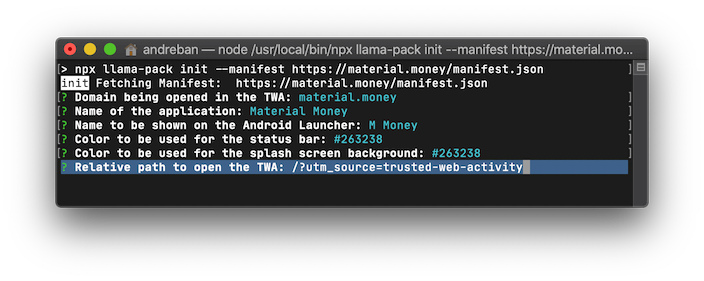 andreban — node /usr/local/bin/npx llama-pack init --manifest https://material.mo...
[> npx llama-pack init --manifest https://material.money/manifest.json ]
init Fetching Manifest:  https://material.money/manifest.json
[? Domain being opened in the TWA: material.money ]
[? Name of the application: Material Money ]
[? Name to be shown on the Android Launcher: M Money ]
[? Color to be used for the status bar: #263238 ]
[? Color to be used for the splash screen background: #263238 ]
? Relative path to open the TWA: /?utm_source=trusted-web-activity